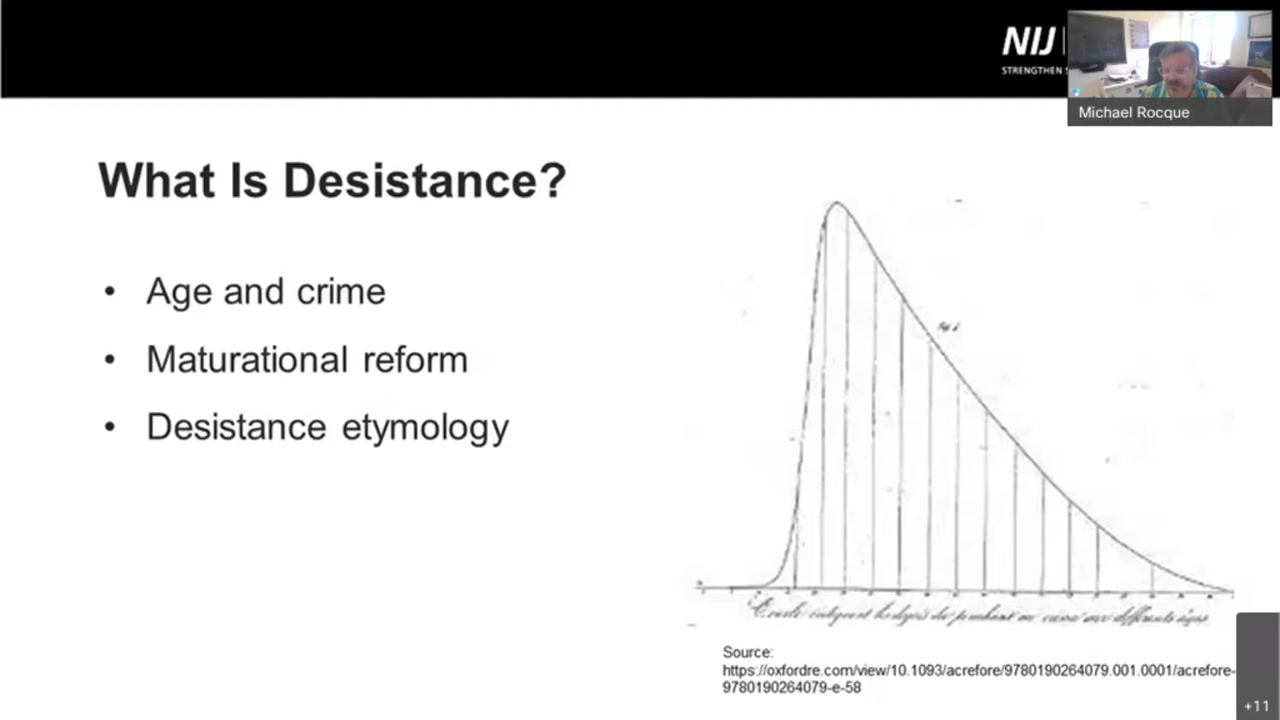 NIJ
STRENGTHEN
Michael Rocque
What Is Desistance?
• Age and crime
• Maturational reform
• Desistance etymology
Source:
https://oxfordre.com/view/10.1093/acrefore/9780190264079.001.0001/acrefore-
9780190264079-e-58
+11